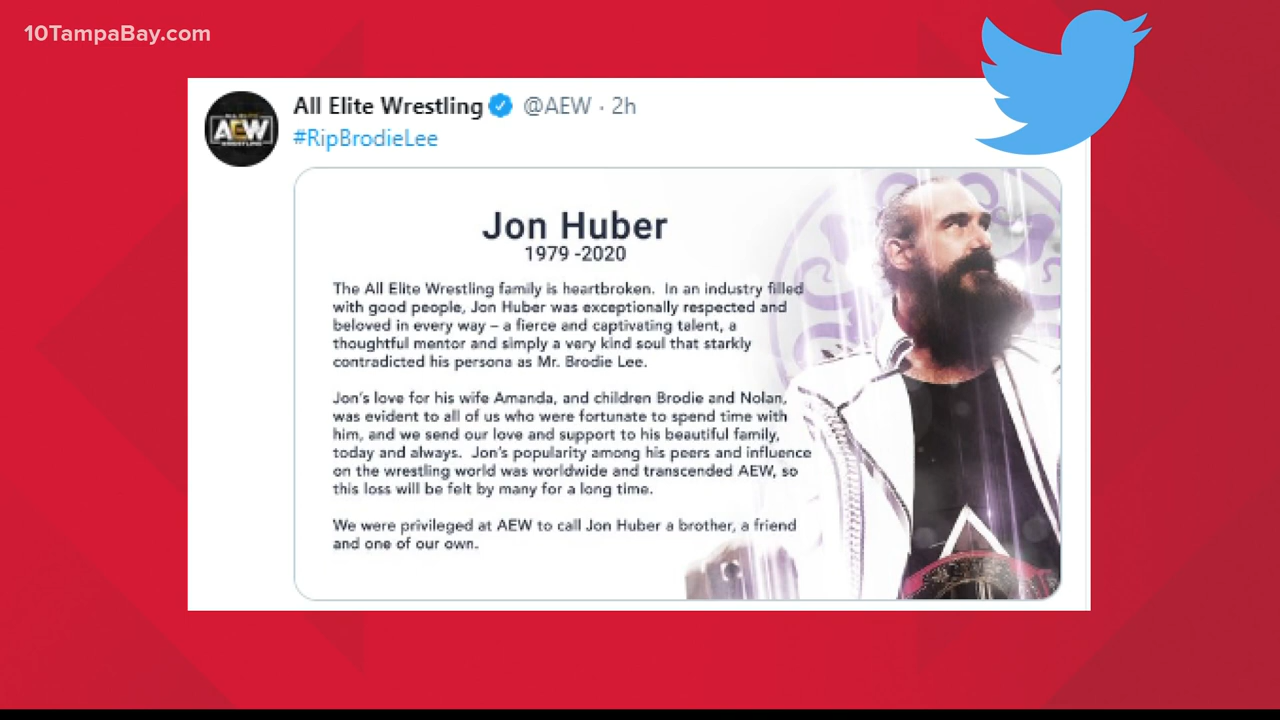 10TampaBay.com
All Elite Wrestling @AEW · 2h
#RipBrodieLee
AEW
Jon Huber
1979 -2020
The All Elite Wrestling family is heartbroken.  In an industry filled
with good people, Jon Huber was exceptionally respected and
beloved in every way – a fierce and captivating talent, a
thoughtful mentor and simply a very kind soul that starkly
contradicted his persona as Mr. Brodie Lee.
Jon's love for his wife Amanda, and children Brodie and Nolan,
was evident to all of us who were fortunate to spend time with
him, and we send our love and support to his beautiful family,
today and always.  Jon's popularity among his peers and influence
on the wrestling world was worldwide and transcended AEW, so
this loss will be felt by many for a long time.
We were privileged at AEW to call Jon Huber a brother, a friend
and one of our own.